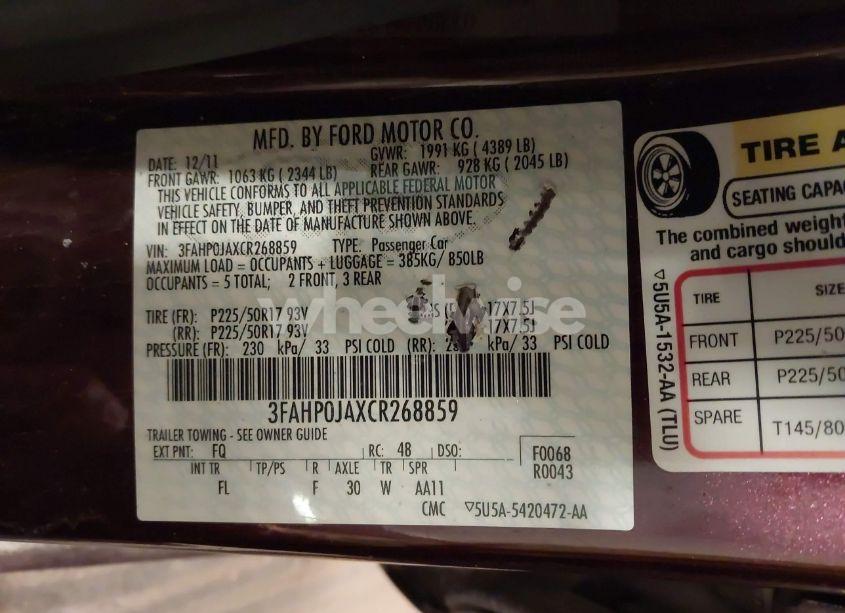 MFD. BY FORD MOTOR CO.
DATE: 12/11 GVWR: 1991 KG ( 4389 LB)
FRONT GAWR: 1063 KG ( 2344 LB) REAR GAWR: 928 KG ( 2045 LB)
THIS VEHICLE CONFORMS TO ALL APPLICABLE FEDERAL MOTOR
VEHICLE SAFETY, BUMPER, AND THEFT PREVENTION STANDARDS
IN EFFECT ON THE DATE OF MANUFACTURE SHOWN ABOVE.
VIN: 3FAHP0JAXCR268859 TYPE: Passenger Car
MAXIMUM LOAD = OCCUPANTS + LUGGAGE = 385KG/ 850LB
OCCUPANTS = 5 TOTAL; 2 FRONT, 3 REAR
wheelwise
TIRE (FR): P225/50R17 93V 17X7.5J
(RR): P225/50R17 93V 17X7.5J
PRESSURE (FR): 230 kPa/ 33 PSI COLD (RR): kPa/ 33 PSI COLD
3FAHP0JAXCR268859
TRAILER TOWING - SEE OWNER GUIDE
EXT PNT: FQ RC: 48 DSO: F0068
R0043
INT TR TP/PS R AXLE TR SPR
FL F 30 W AA11
CMC ▽5U5A-5420472-AA
TIRE A
SEATING CAPAC
The combined weight
and cargo should
▽5U5A-1532-AA (TLU)
TIRE SIZE
FRONT P225/50
REAR P225/50
SPARE T145/80